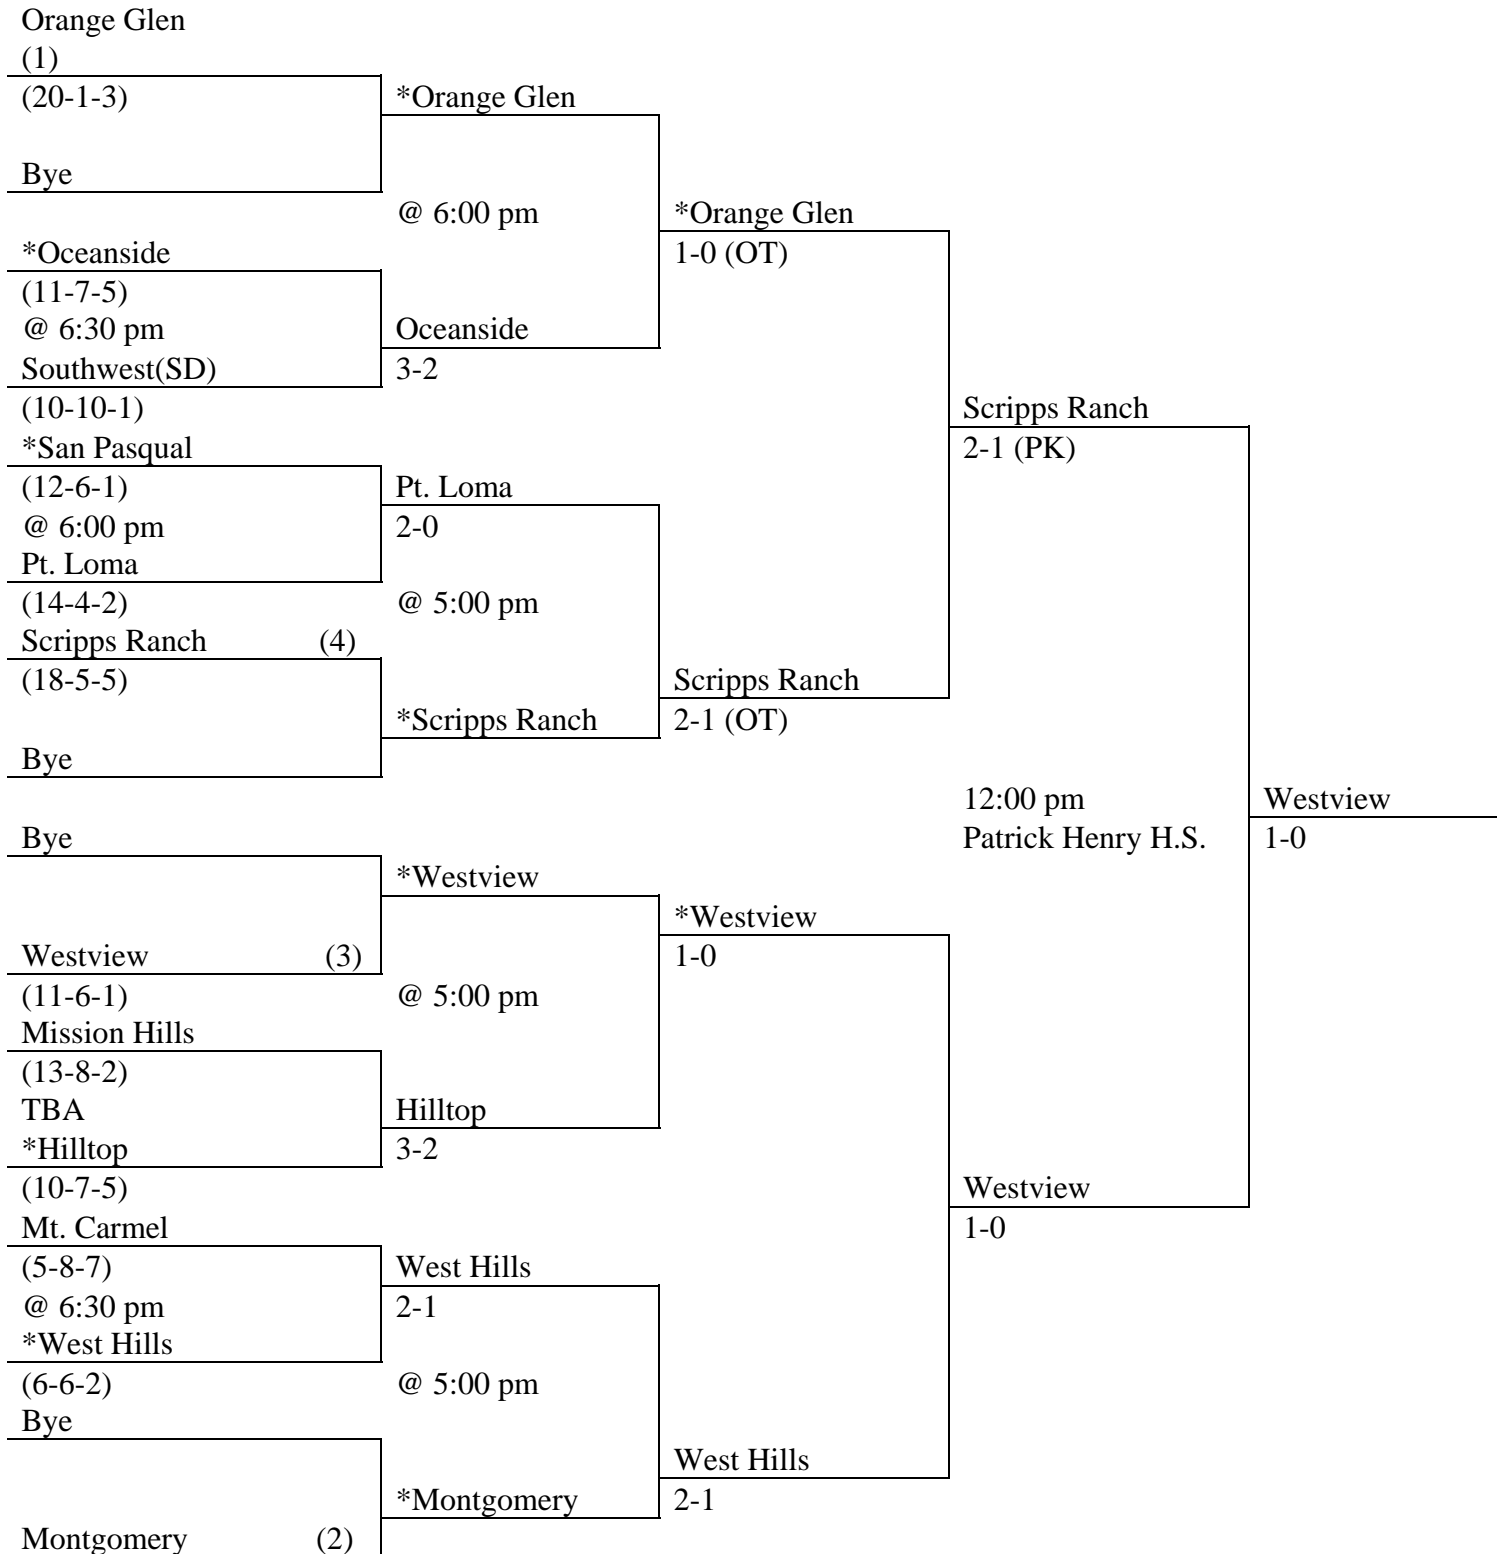 Orange Glen
(1)
(20-1-3)
*Orange Glen
Bye
@ 6:00 pm
*Orange Glen
*Oceanside
1-0 (OT)
(11-7-5)
@ 6:30 pm
Oceanside
Southwest(SD)
3-2
(10-10-1)
Scripps Ranch
*San Pasqual
2-1 (PK)
(12-6-1)
Pt. Loma
@ 6:00 pm
2-0
Pt. Loma
(14-4-2)
@ 5:00 pm
Scripps Ranch (4)
(18-5-5)
Scripps Ranch
*Scripps Ranch
2-1 (OT)
Bye
12:00 pm
Westview
Bye
Patrick Henry H.S.
1-0
*Westview
*Westview
Westview (3)
1-0
(11-6-1)
@ 5:00 pm
Mission Hills
(13-8-2)
TBA
Hilltop
*Hilltop
3-2
(10-7-5)
Westview
Mt. Carmel
1-0
(5-8-7)
West Hills
@ 6:30 pm
2-1
*West Hills
(6-6-2)
@ 5:00 pm
Bye
West Hills
*Montgomery
2-1
Montgomery (2)